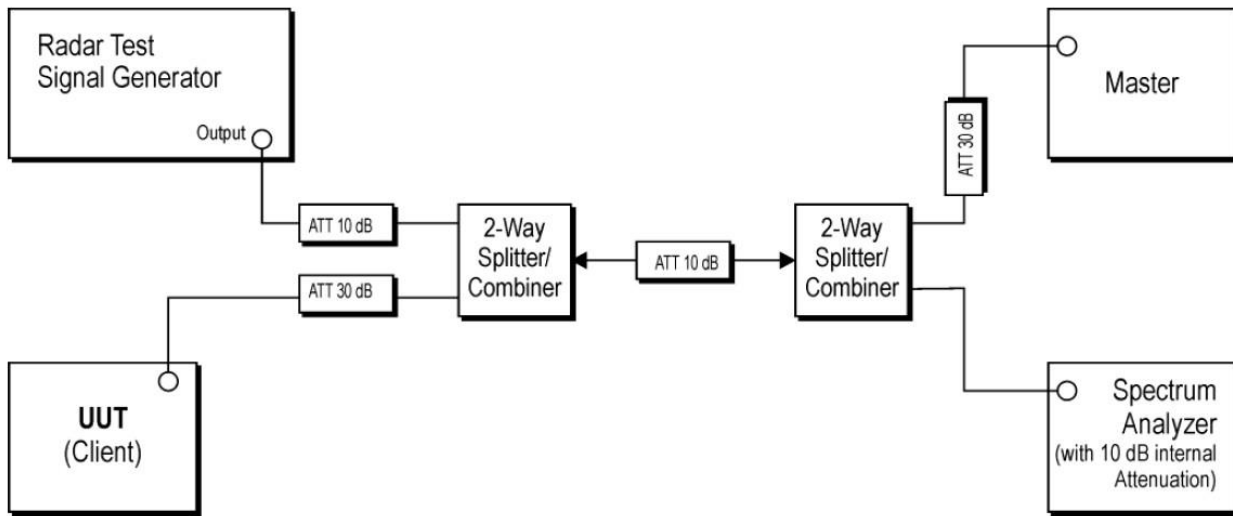 Radar Test
Signal Generator
Output
ATT 10 dB
ATT 30 dB
2-Way
Splitter/
Combiner
ATT 10 dB
2-Way
Splitter/
Combiner
ATT 30 dB
Master
UUT
(Client)
Spectrum
Analyzer
(with 10 dB internal
Attenuation)